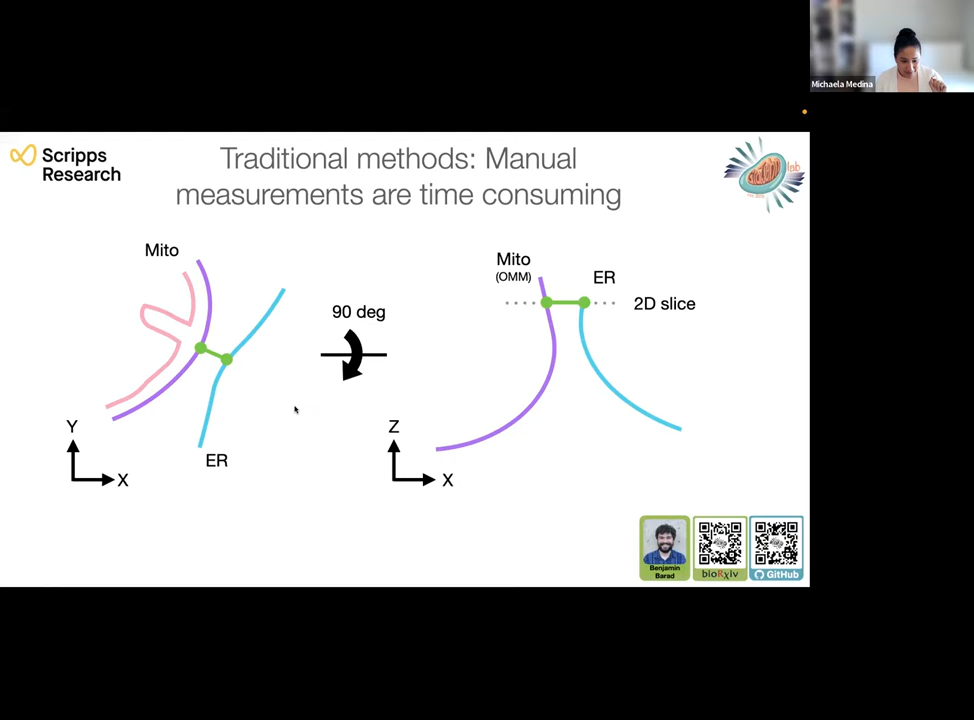 Michaela Medina
Scripps
Research
Traditional methods: Manual
measurements are time consuming
lab
Mito
ER
Y
X
90 deg
Mito
(OMM)
ER
2D slice
Z
X
Benjamin
Barad
bioRxiv
GitHub